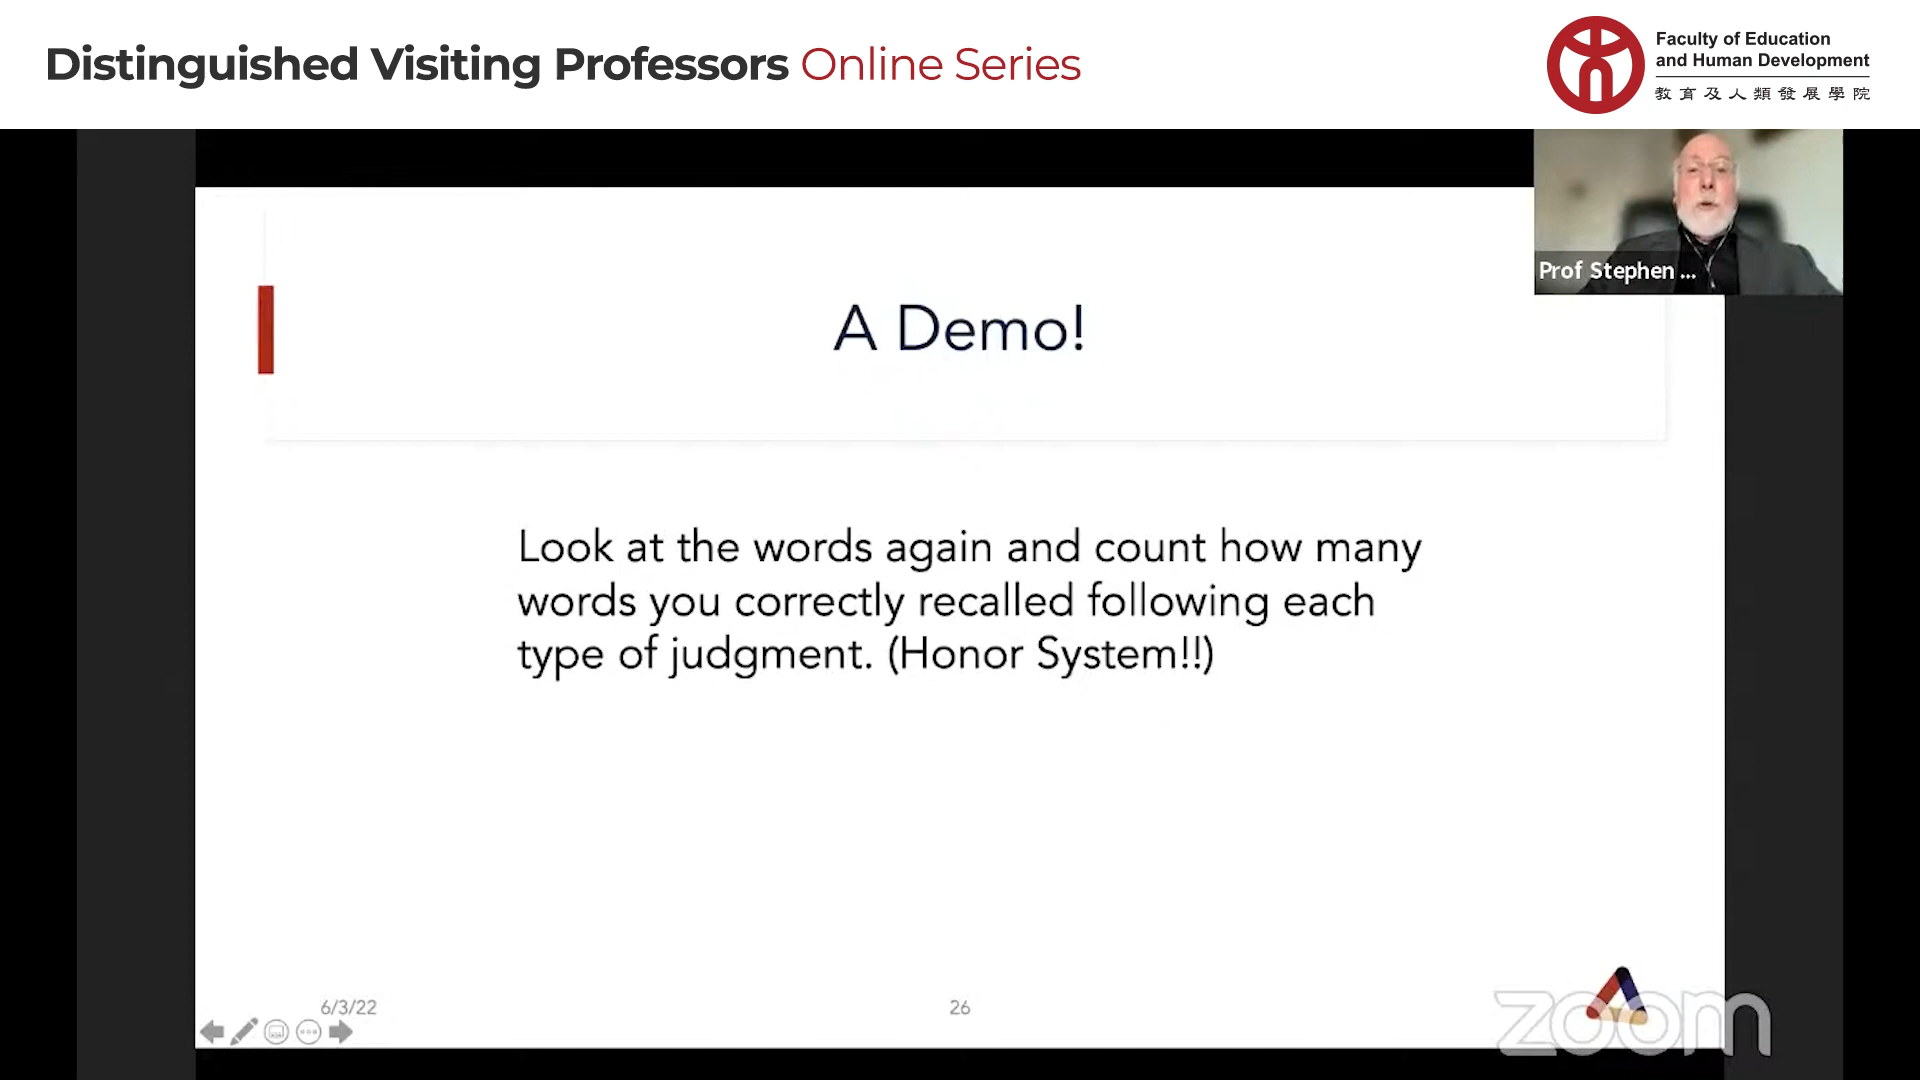 Distinguished Visiting Professors Online Series
Faculty of Education
and Human Development
教育及人類發展學院
Prof Stephen ...
A Demo!
Look at the words again and count how many
words you correctly recalled following each
type of judgment. (Honor System!!)
6/3/22
26
zoom